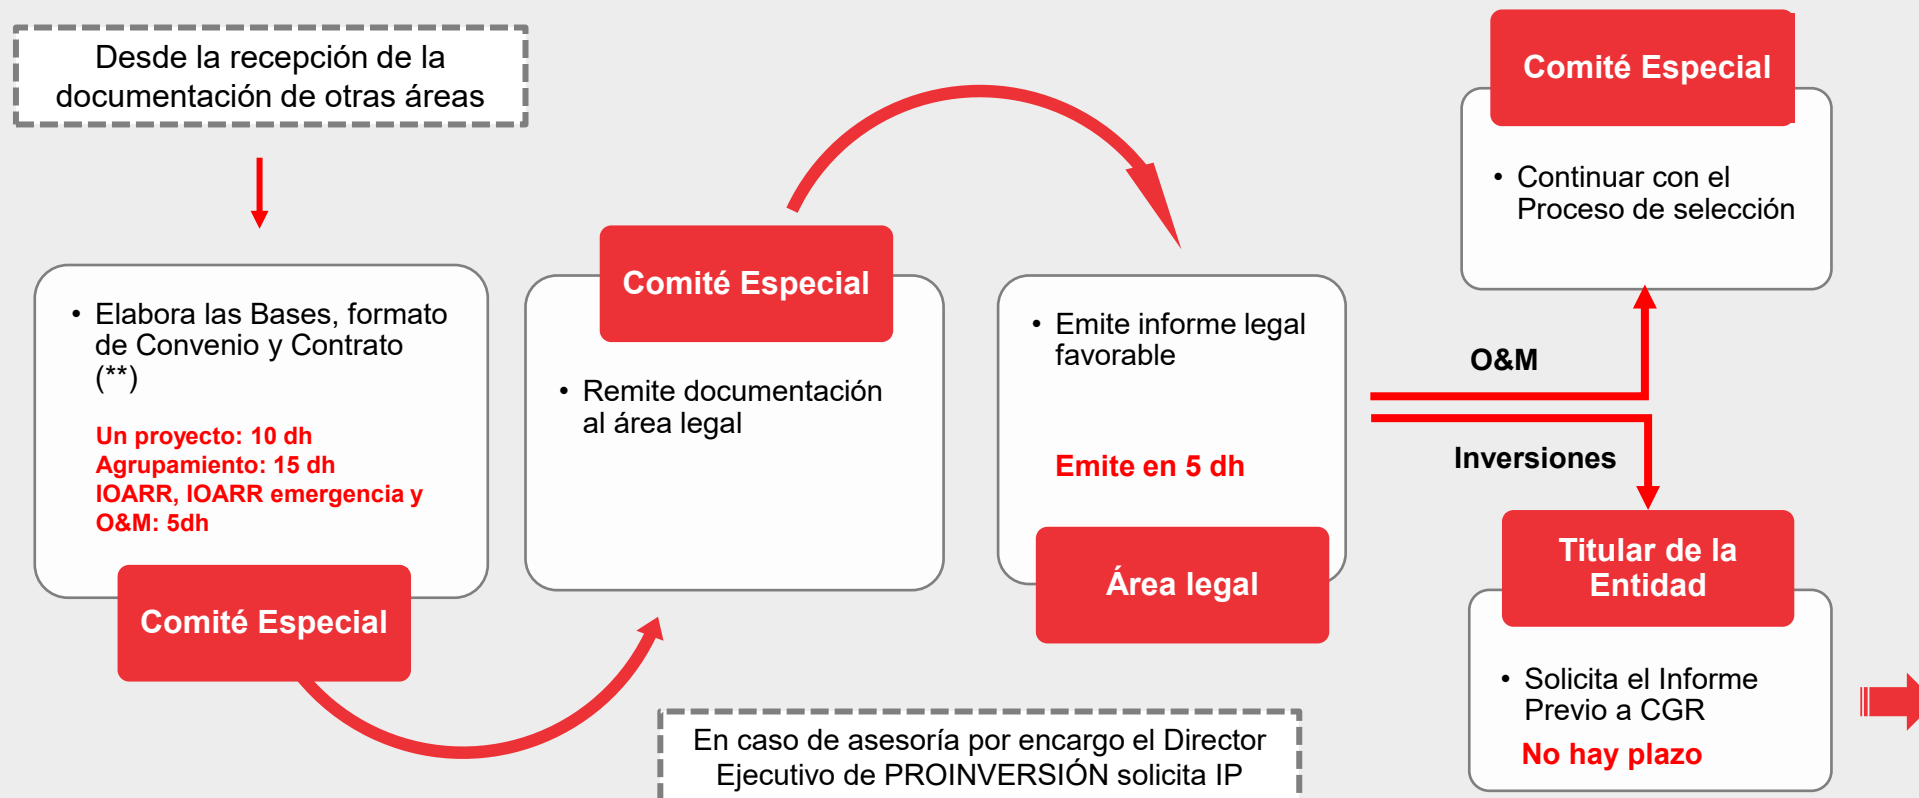 Desde la recepción de la
documentación de otras áreas
• Elabora las Bases, formato
de Convenio y Contrato
(**)
Un proyecto: 10 dh
Agrupamiento: 15 dh
IOARR, IOARR emergencia y
O&M: 5dh
Comité Especial
Comité Especial
• Remite documentación
al área legal
• Emite informe legal
favorable
Emite en 5 dh
Área legal
En caso de asesoría por encargo el Director
Ejecutivo de PROINVERSIÓN solicita IP
O&M
Inversiones
Comité Especial
• Continuar con el
Proceso de selección
Titular de la
Entidad
• Solicita el Informe
Previo a CGR
No hay plazo